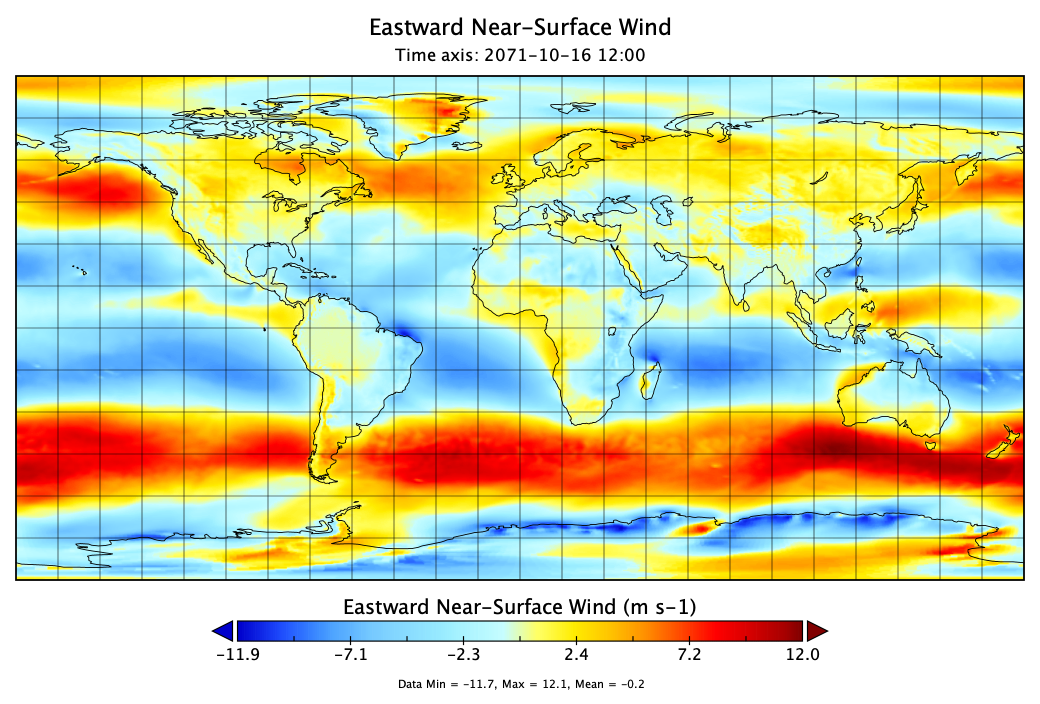 Eastward Near-Surface Wind
Time axis: 2071-10-16 12:00
Eastward Near-Surface Wind (m s-1)
-11.9 -7.1 -2.3 2.4 7.2 12.0
Data Min = -11.7, Max = 12.1, Mean = -0.2